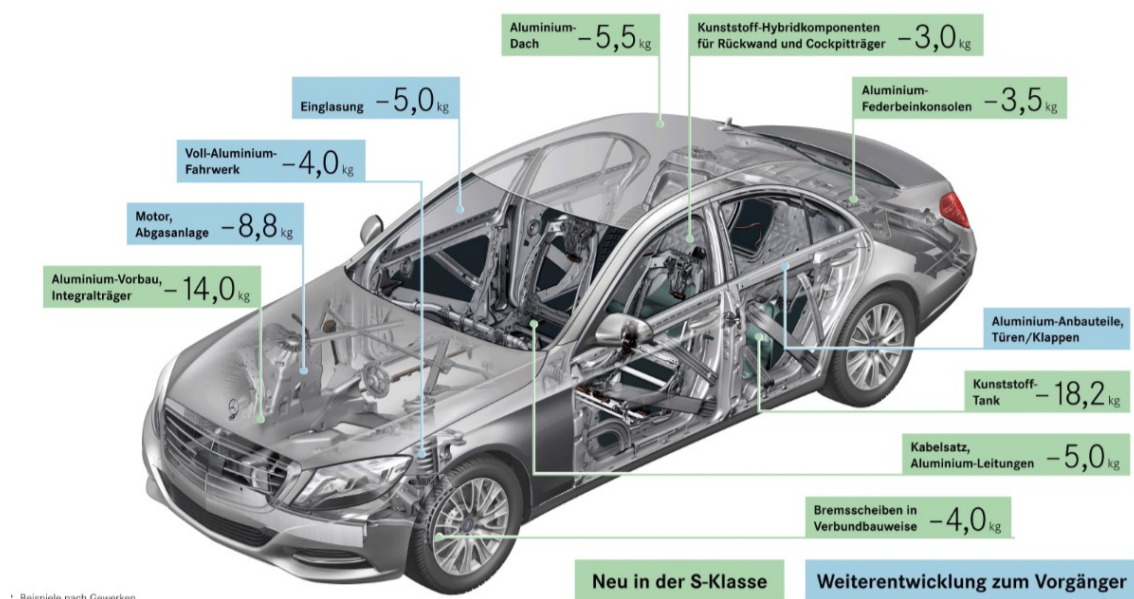 Aluminium-
Dach
−5,5 kg
Kunststoff-Hybridkomponenten
für Rückwand und Cockpitträger
−3,0 kg
Einglasung
−5,0 kg
Aluminium-
Federbeinkonsolen
−3,5 kg
Voll-Aluminium-
Fahrwerk
−4,0 kg
Motor,
Abgasanlage
−8,8 kg
Aluminium-Vorbau,
Integralträger
−14,0 kg
Aluminium-Anbauteile,
Türen/Klappen
Kunststoff-
Tank
−18,2 kg
Kabelsatz,
Aluminium-Leitungen
−5,0 kg
Bremsscheiben in
Verbundbauweise
−4,0 kg
Neu in der S-Klasse
Weiterentwicklung zum Vorgänger
Beispiele nach Gewerken